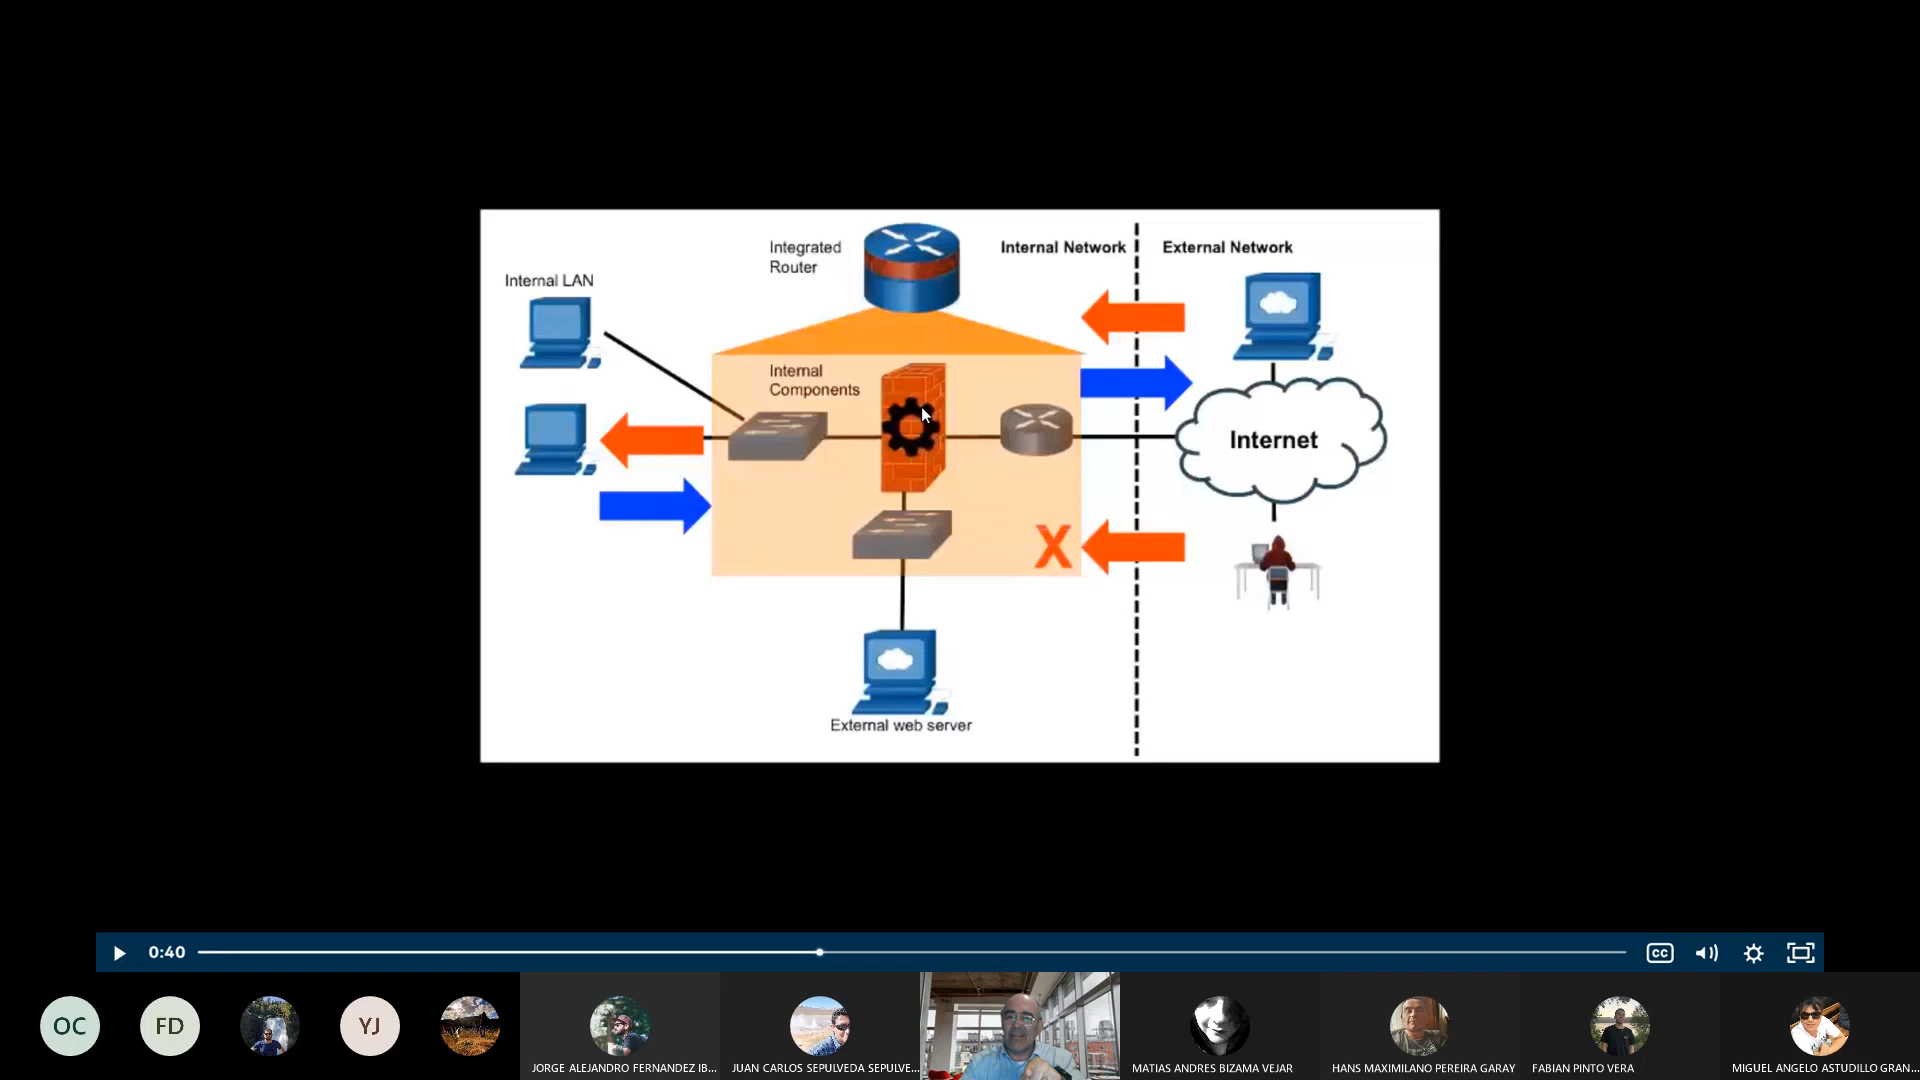 Integrated
Router
Internal Network
External Network
Internal LAN
Internal
Components
Internet
X
External web server
0:40
CC
OC
FD
YJ
JORGE ALEJANDRO FERNANDEZ IB...
JUAN CARLOS SEPULVEDA SEPULVE...
MATIAS ANDRES BIZAMA VEJAR
HANS MAXIMILANO PEREIRA GARAY
FABIAN PINTO VERA
MIGUEL ANGELO ASTUDILLO GRAN...